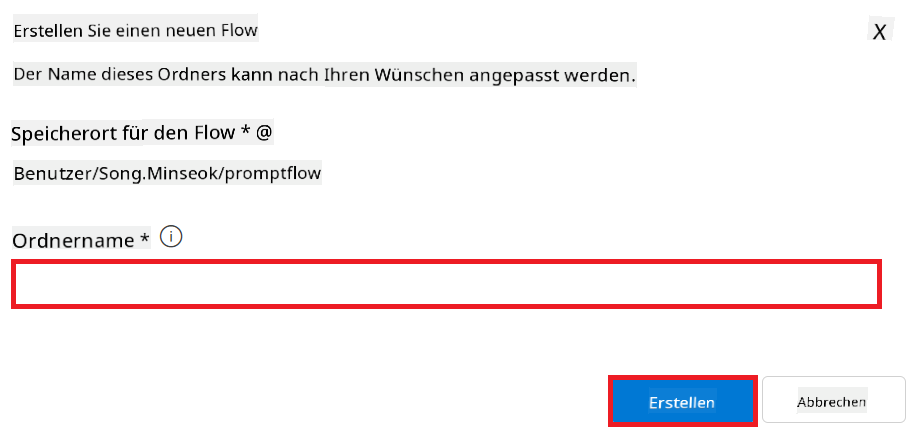 Erstellen Sie einen neuen Flow
X
Der Name dieses Ordners kann nach Ihren Wünschen angepasst werden.
Speicherort für den Flow * @
Benutzer/Song.Minseok/promptflow
Ordnername * i
Erstellen
Abbrechen